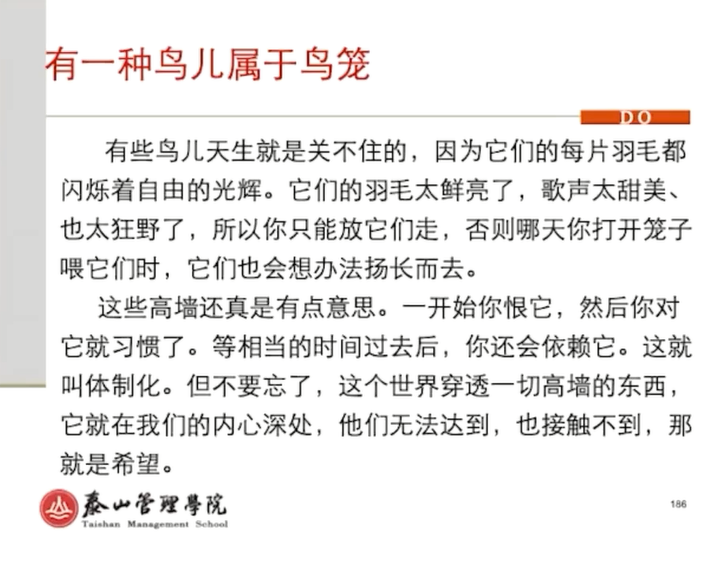 有一种鸟儿属于鸟笼
DO
有些鸟儿天生就是关不住的，因为它们的每片羽毛都
闪烁着自由的光辉。它们的羽毛太鲜亮了，歌声太甜美、
也太狂野了，所以你只能放它们走，否则哪天你打开笼子
喂它们时，它们也会想办法扬长而去。
这些高墙还真是有点意思。一开始你恨它，然后你对
它就习惯了。等相当的时间过去后，你还会依赖它。这就
叫体制化。但不要忘了，这个世界穿透一切高墙的东西，
它就在我们的内心深处，他们无法达到，也接触不到，那
就是希望。
泰山管理學院
Taishan Management School
186